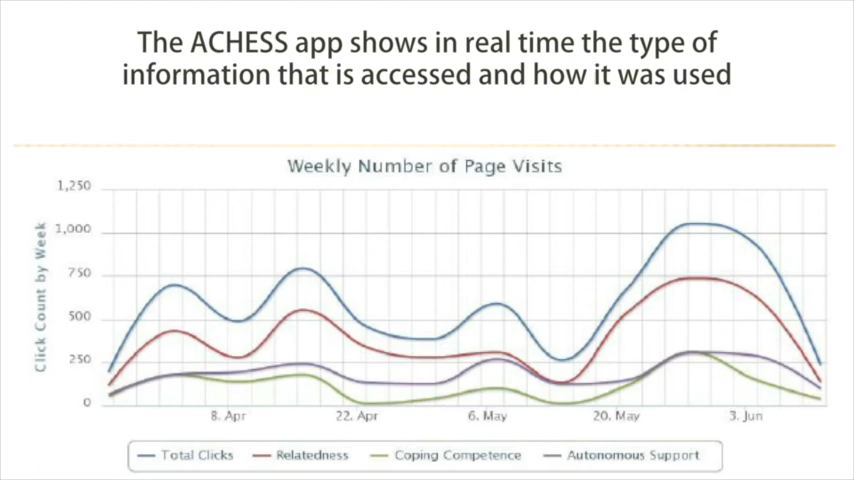 The ACHESS app shows in real time the type of
information that is accessed and how it was used
Weekly Number of Page Visits
Click Count by Week
1,250
1,000
750
500
250
0
8. Apr
22. Apr
6. May
20. May
3. Jun
Total Clicks
Relatedness
Coping Competence
Autonomous Support